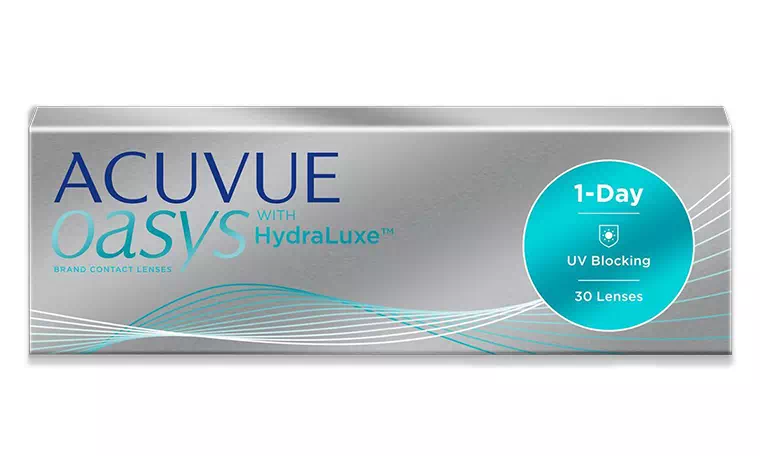 ACUVUE
oasys WITH HydraLuxe™
BRAND CONTACT LENSES
1-Day
UV Blocking
30 Lenses